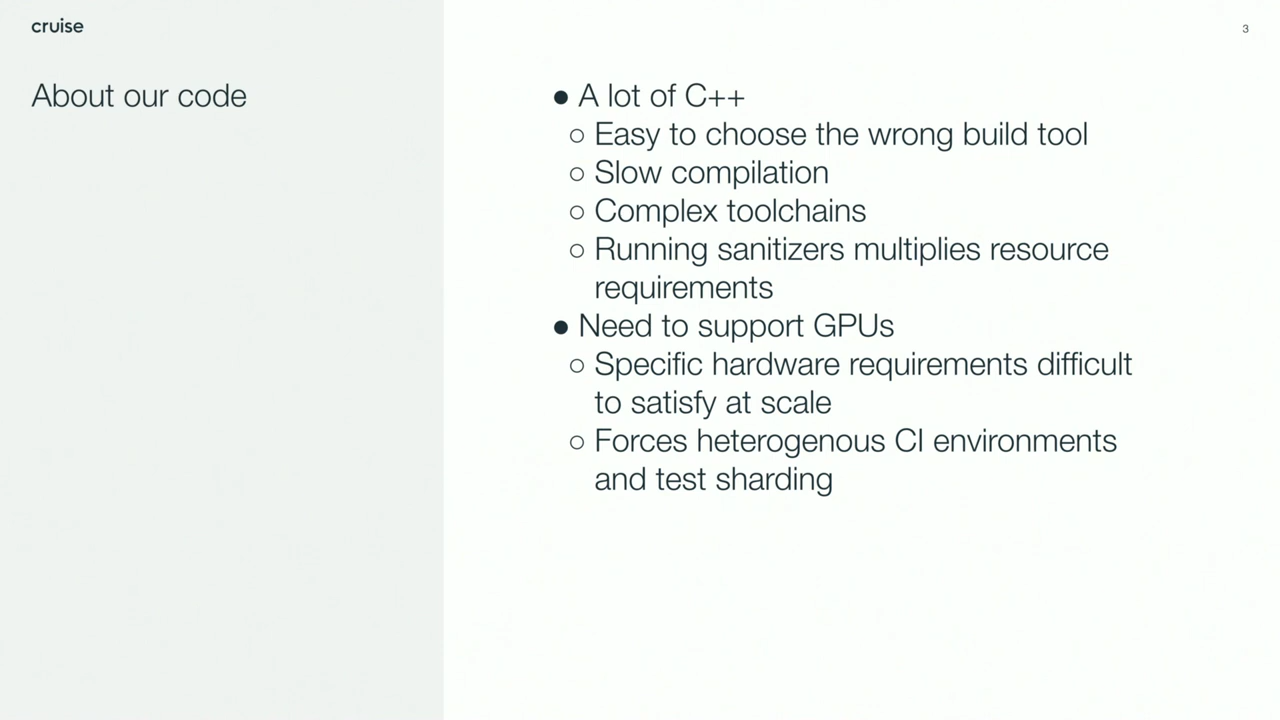 cruise
3
About our code
● A lot of C++
○ Easy to choose the wrong build tool
○ Slow compilation
○ Complex toolchains
○ Running sanitizers multiplies resource
requirements
● Need to support GPUs
○ Specific hardware requirements difficult
to satisfy at scale
○ Forces heterogenous CI environments
and test sharding